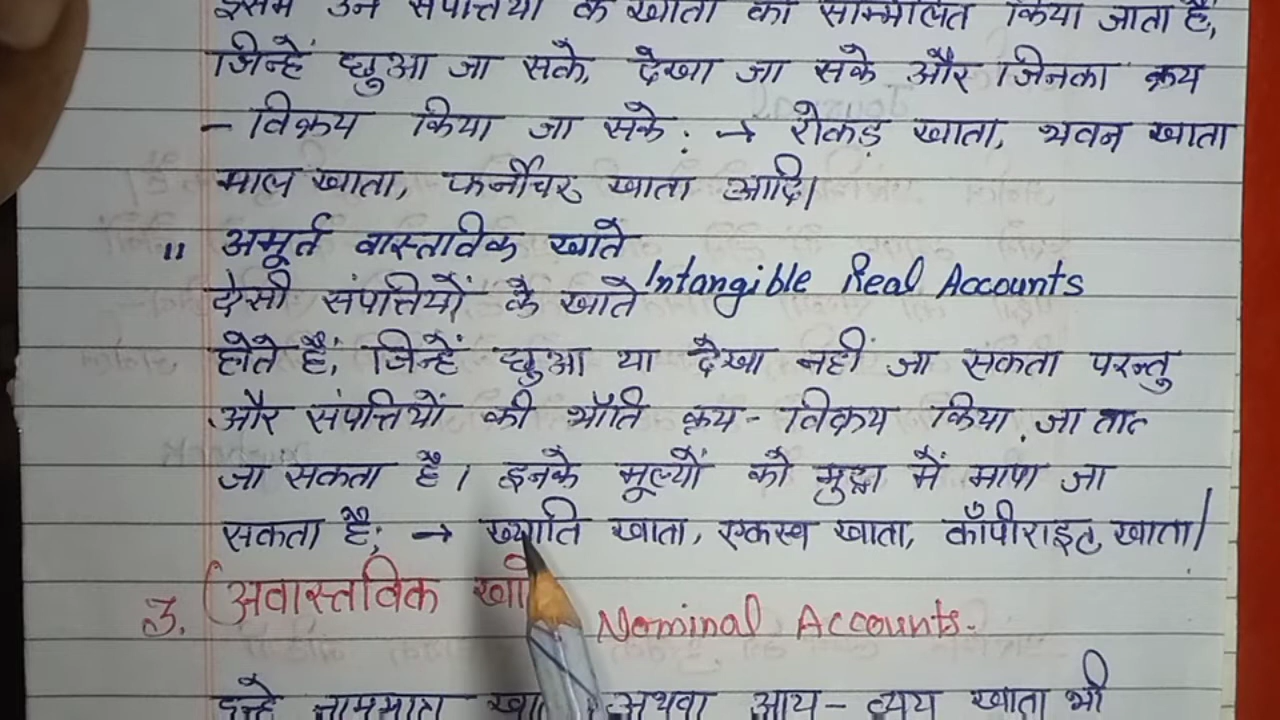 इसमें उन संपत्तियों के खातों को सम्मिलित किया जाता है,
जिन्हें छुआ जा सके, देखा जा सके और जिनका क्रय
- विक्रय किया जा सके: → रोकड़ खाता, भवन खाता
माल खाता, फर्नीचर खाता आदि।
" अमूर्त वास्तविक खाते
Intangible Real Accounts
ऐसी संपत्तियों के खाते
होते हैं, जिन्हें छुआ या देखा नहीं जा सकता परन्तु
और संपत्तियों की भाँति क्रय- विक्रय किया जा
जा सकता है। इनके मूल्यों को मुद्रा में मापा जा
सकता है; → ख्याति खाता, एकस्व खाता, कॉपीराइट खाता।
3. (अवास्तविक
Nominal Accounts.
इन्हे नाममात्र अथवा आय - व्यय खाता भी